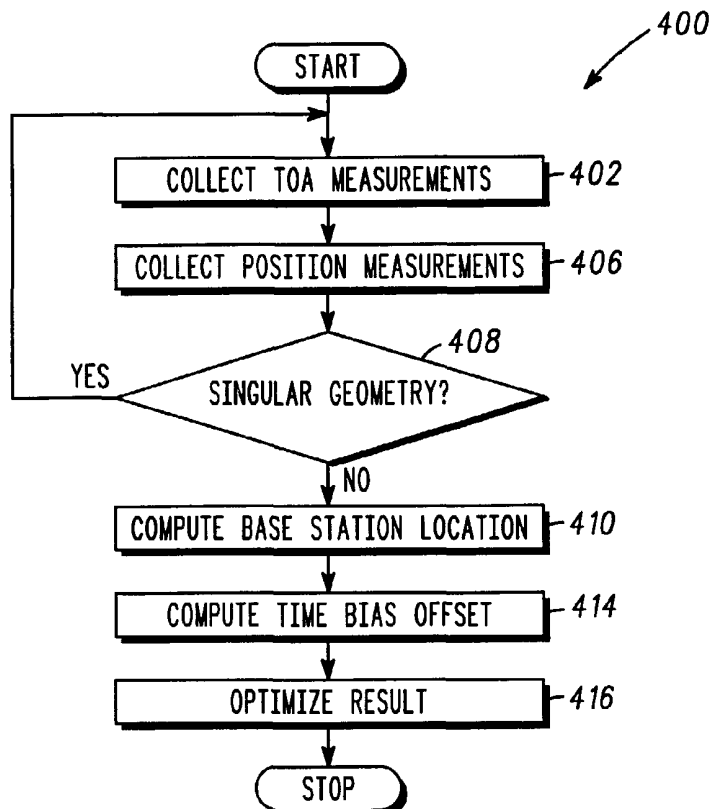 400
START
COLLECT TOA MEASUREMENTS 402
COLLECT POSITION MEASUREMENTS 406
408
YES
SINGULAR GEOMETRY?
NO
COMPUTE BASE STATION LOCATION 410
COMPUTE TIME BIAS OFFSET 414
OPTIMIZE RESULT 416
STOP